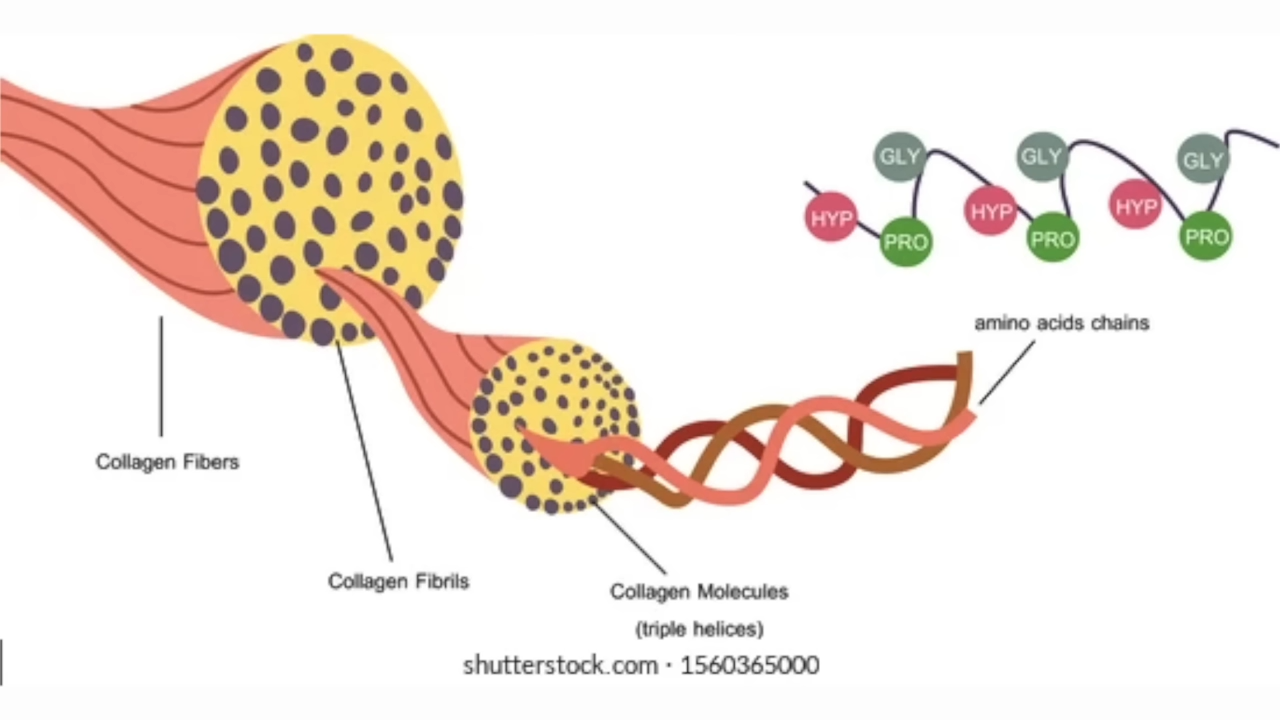 GLY GLY GLY
HYP HYP HYP
PRO PRO PRO
amino acids chains
Collagen Fibers
Collagen Fibrils
Collagen Molecules
(triple helices)
shutterstock.com · 1560365000